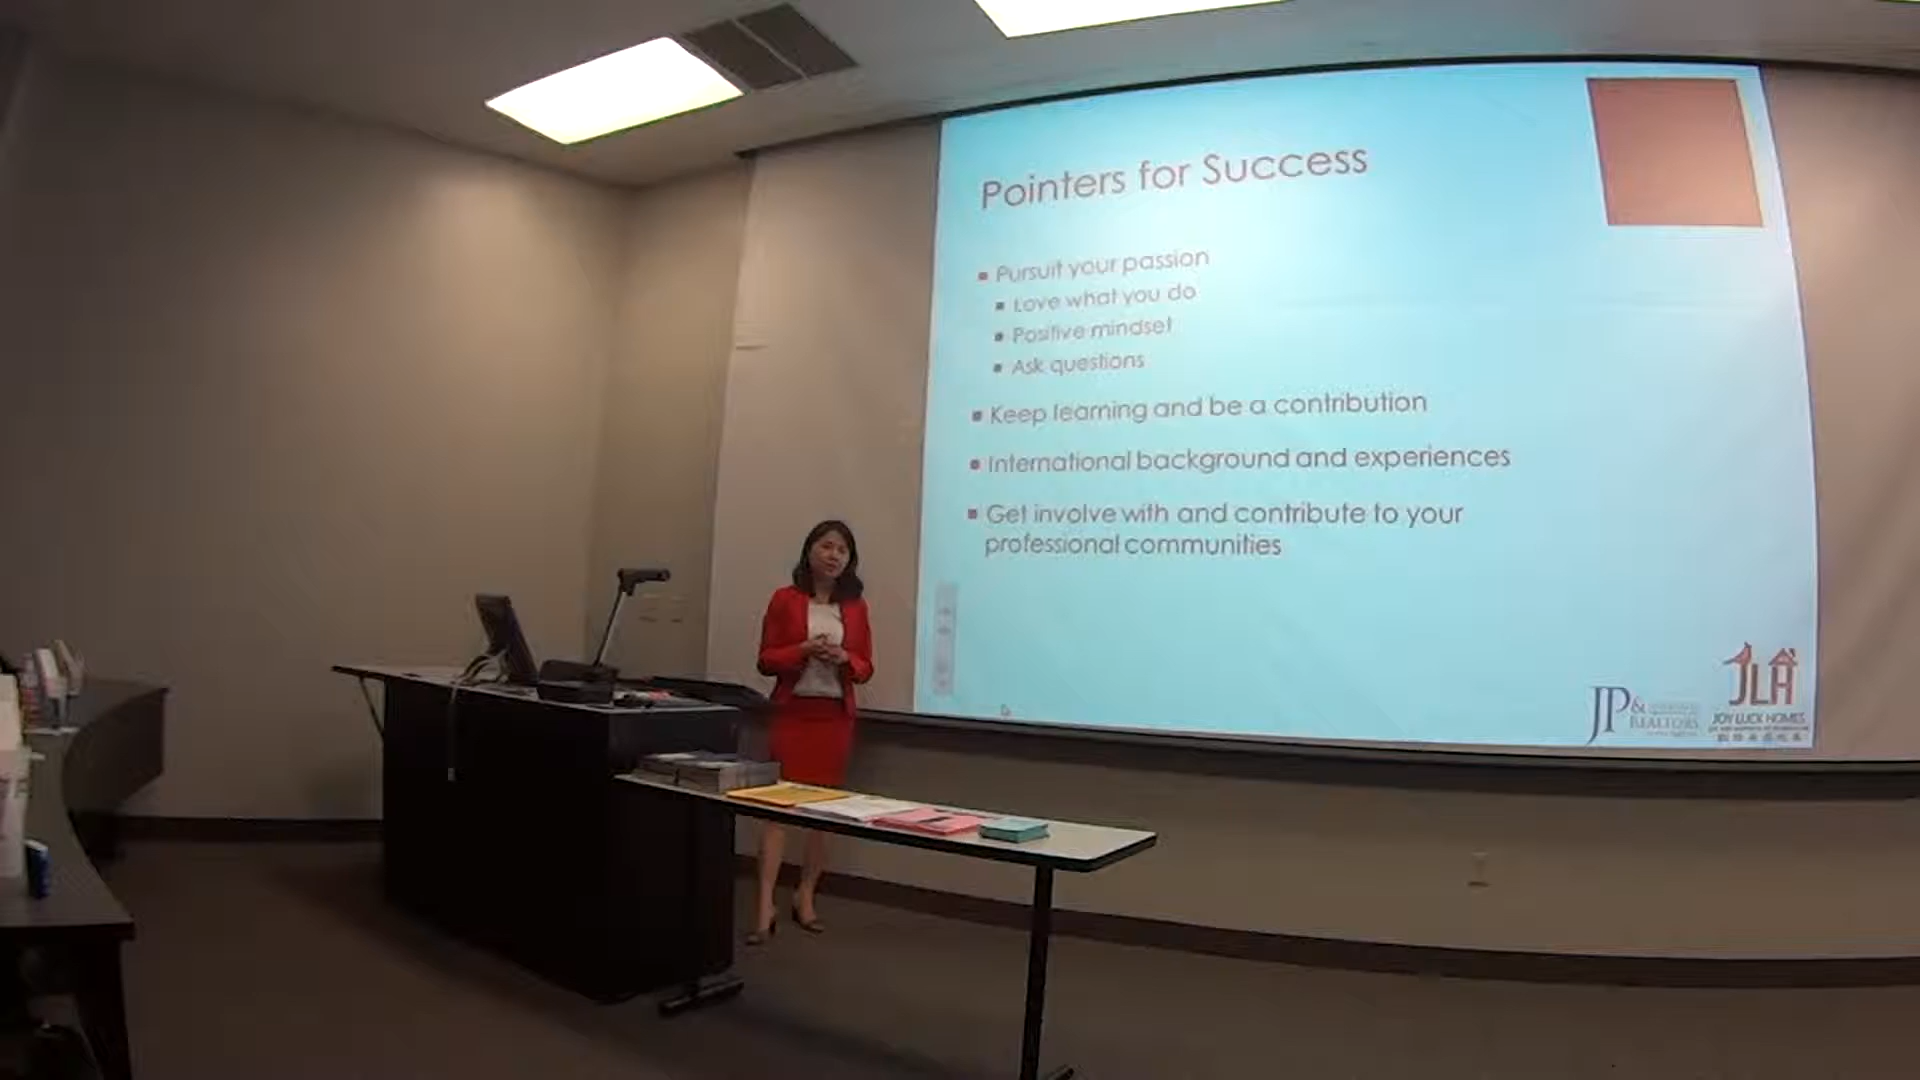 Pointers for Success
Pursuit your passion
Love what you do
Positive mindset
Ask questions
Keep learning and be a contribution
International background and experiences
Get involve with and contribute to your
professional communities
JP&
REALTORS
JLH
JOY LUCK HOMES